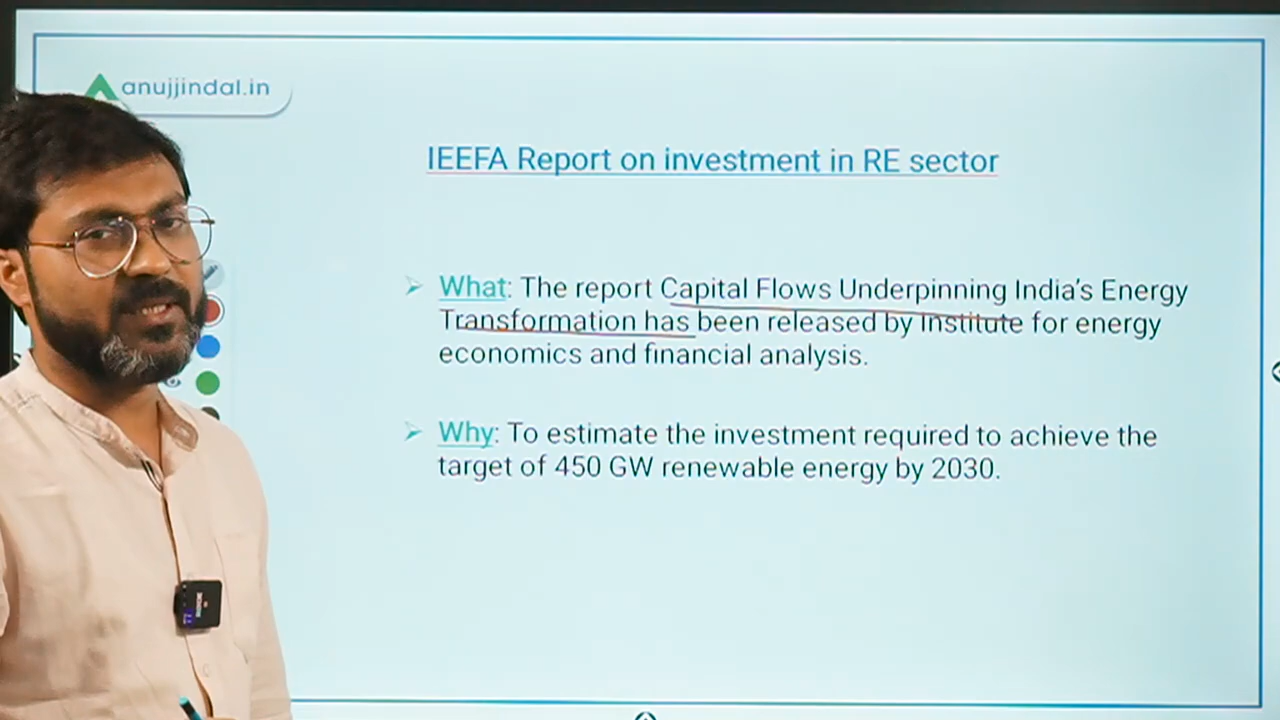 anujjindal.in
IEEFA Report on investment in RE sector
What: The report Capital Flows Underpinning India's Energy
Transformation has been released by Institute for energy
economics and financial analysis.
Why: To estimate the investment required to achieve the
target of 450 GW renewable energy by 2030.